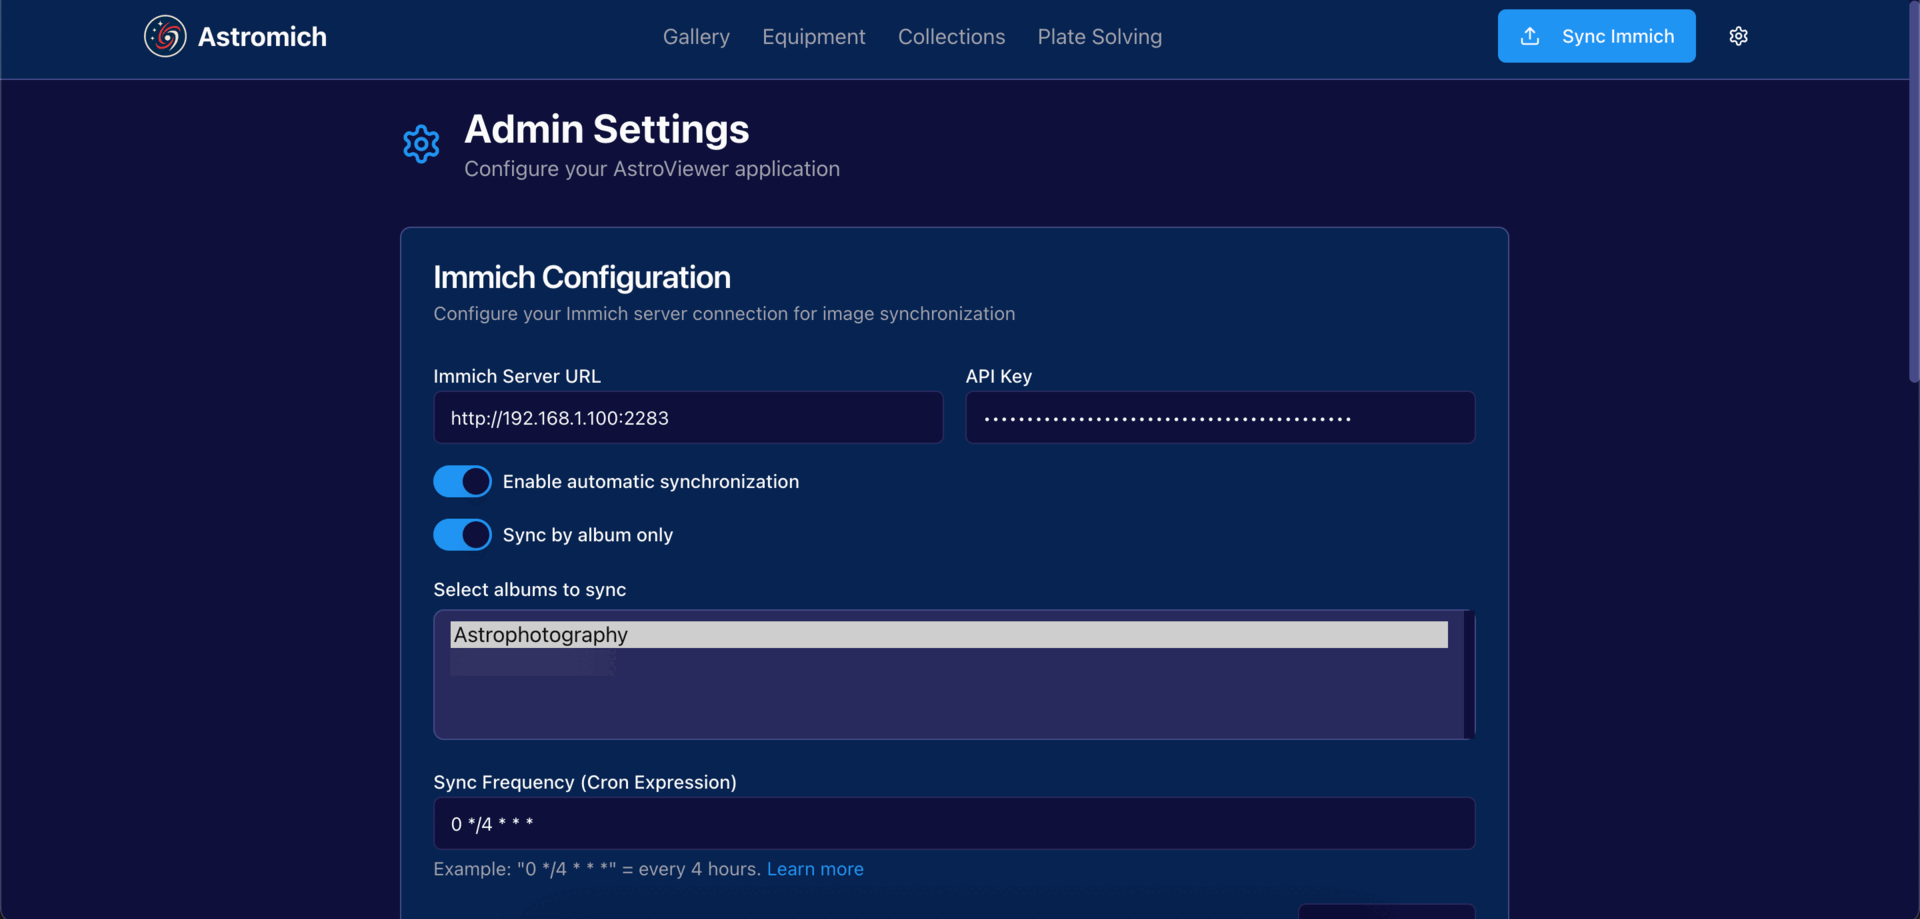 Astromich
Gallery Equipment Collections Plate Solving
Sync Immich
Admin Settings
Configure your AstroViewer application
Immich Configuration
Configure your Immich server connection for image synchronization
Immich Server URL
http://192.168.1.100:2283
API Key
Enable automatic synchronization
Sync by album only
Select albums to sync
Astrophotography
Sync Frequency (Cron Expression)
0 */4 * * *
Example: "0 */4 * * *" = every 4 hours. Learn more